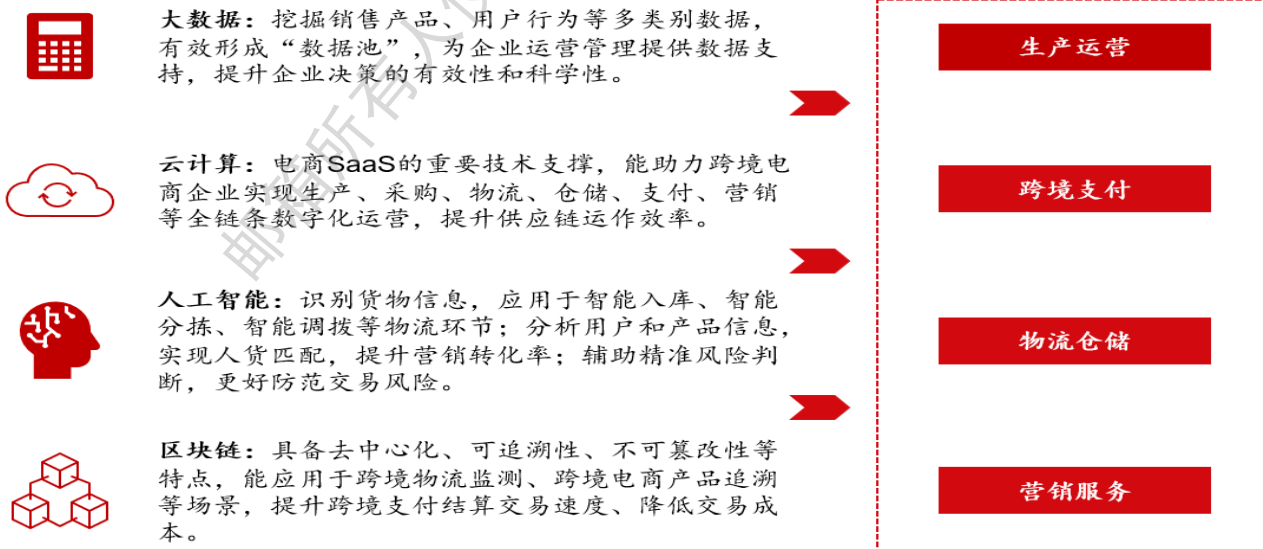 大数据：挖掘销售产品、用户行为等多类别数据，
有效形成“数据池”，为企业运营管理提供数据支
持，提升企业决策的有效性和科学性。
生产运营
云计算：电商SaaS的重要技术支撑，能助力跨境电
商企业实现生产、采购、物流、仓储、支付、营销
等全链条数字化运营，提升供应链运作效率。
跨境支付
人工智能：识别货物信息，应用于智能入库、智能
分拣、智能调拨等物流环节；分析用户和产品信息，
实现人货匹配，提升营销转化率；辅助精准风险判
断，更好防范交易风险。
物流仓储
区块链：具备去中心化、可追溯性、不可篡改性等
特点，能应用于跨境物流监测、跨境电商产品追溯
等场景，提升跨境支付结算交易速度、降低交易成
本。
营销服务
邮箱所有人